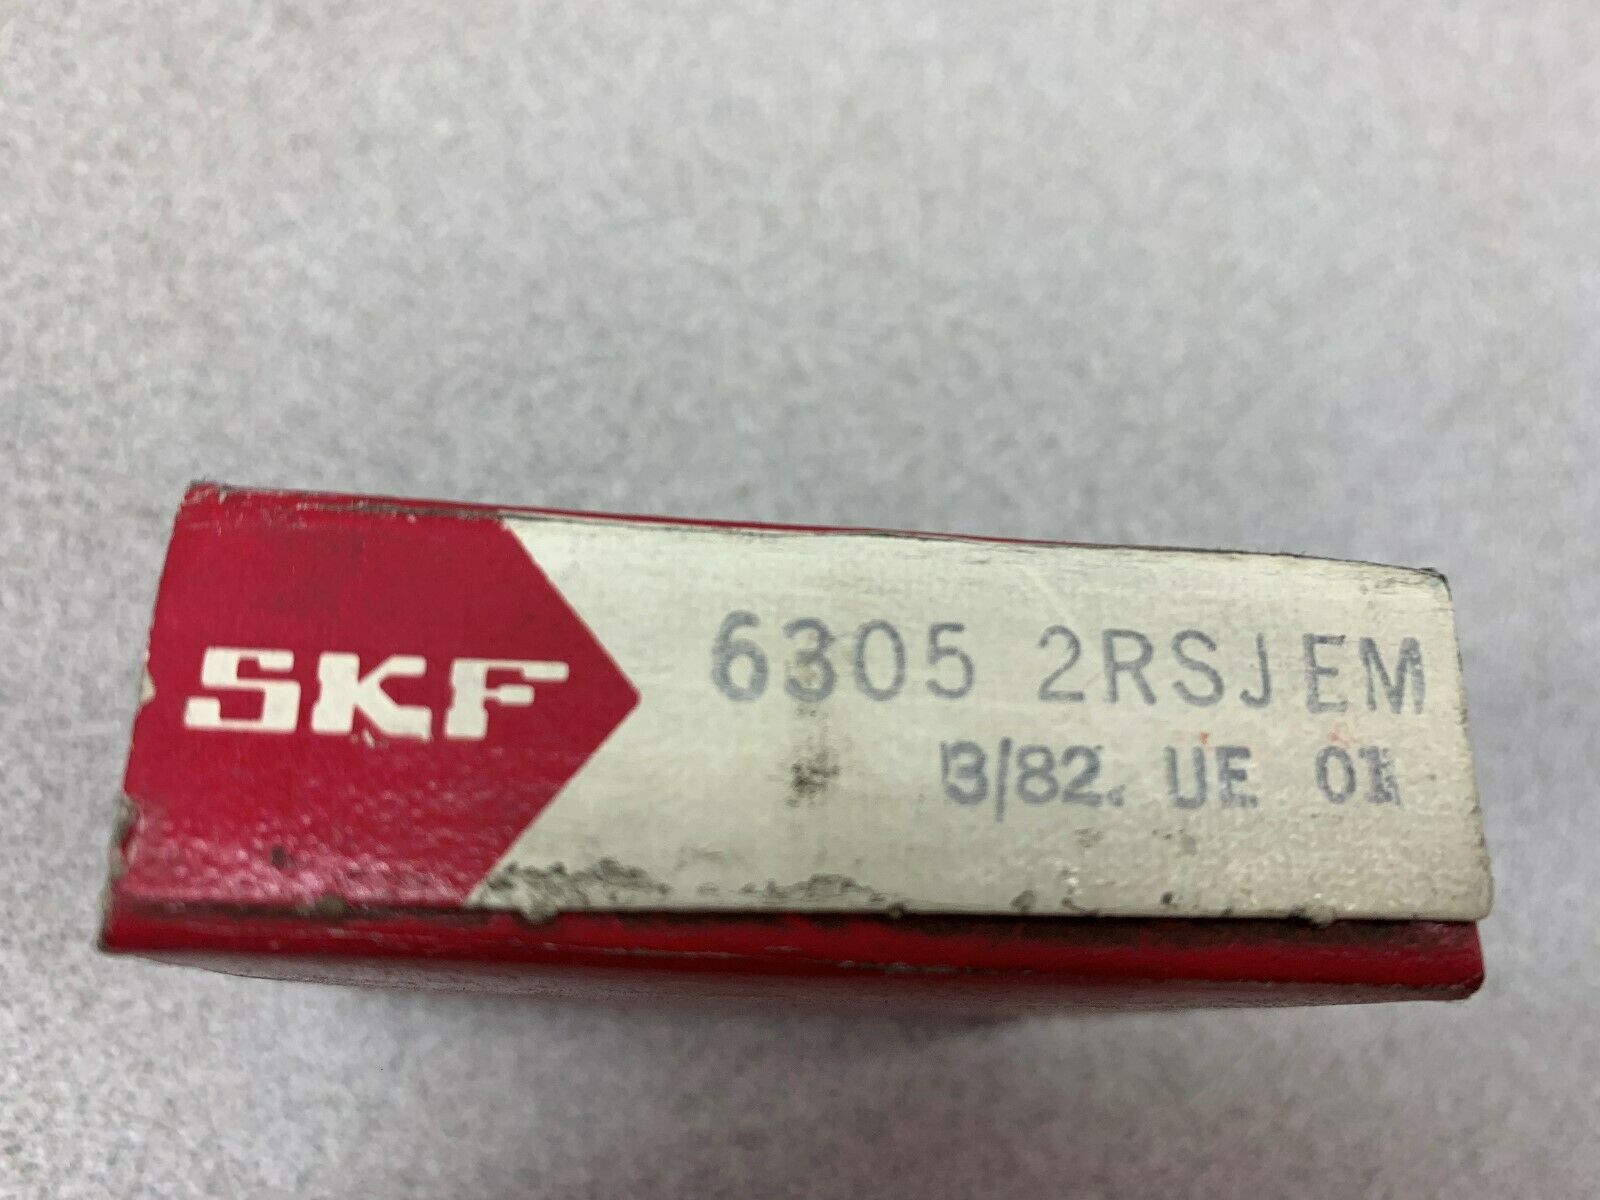 SKF
6305 2RSJEM
3/82. UE 01